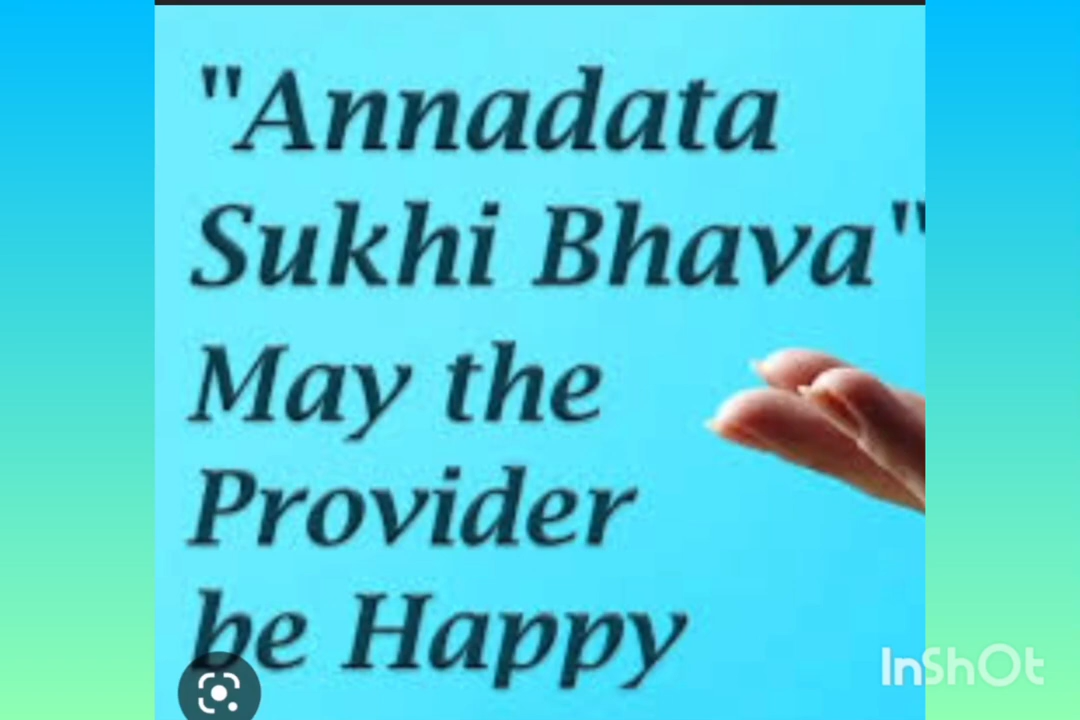 "Annadata
Sukhi Bhava"
May the
Provider
be Happy
InShOt